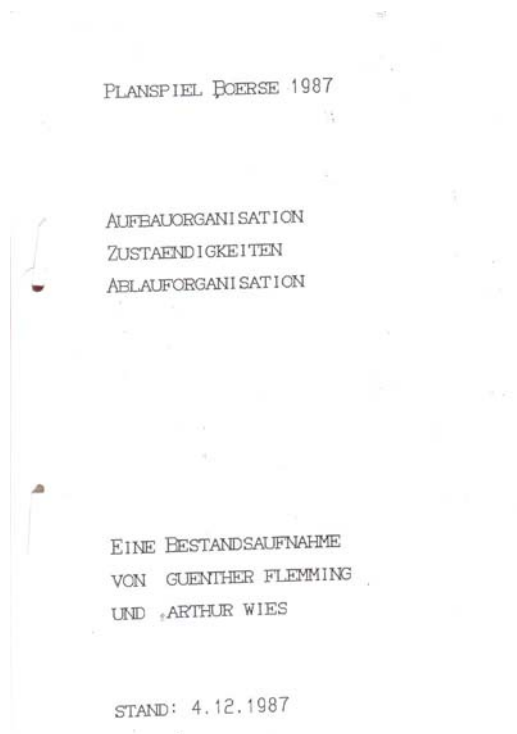 PLANSPIEL BOERSE 1987
AUFBAUORGANISATION
ZUSTAENDIGKEITEN
ABLAUFORGANISATION
EINE BESTANDSAUFNAHME
VON GUENTHER FLEMMING
UND ARTHUR WIES
STAND: 4.12.1987